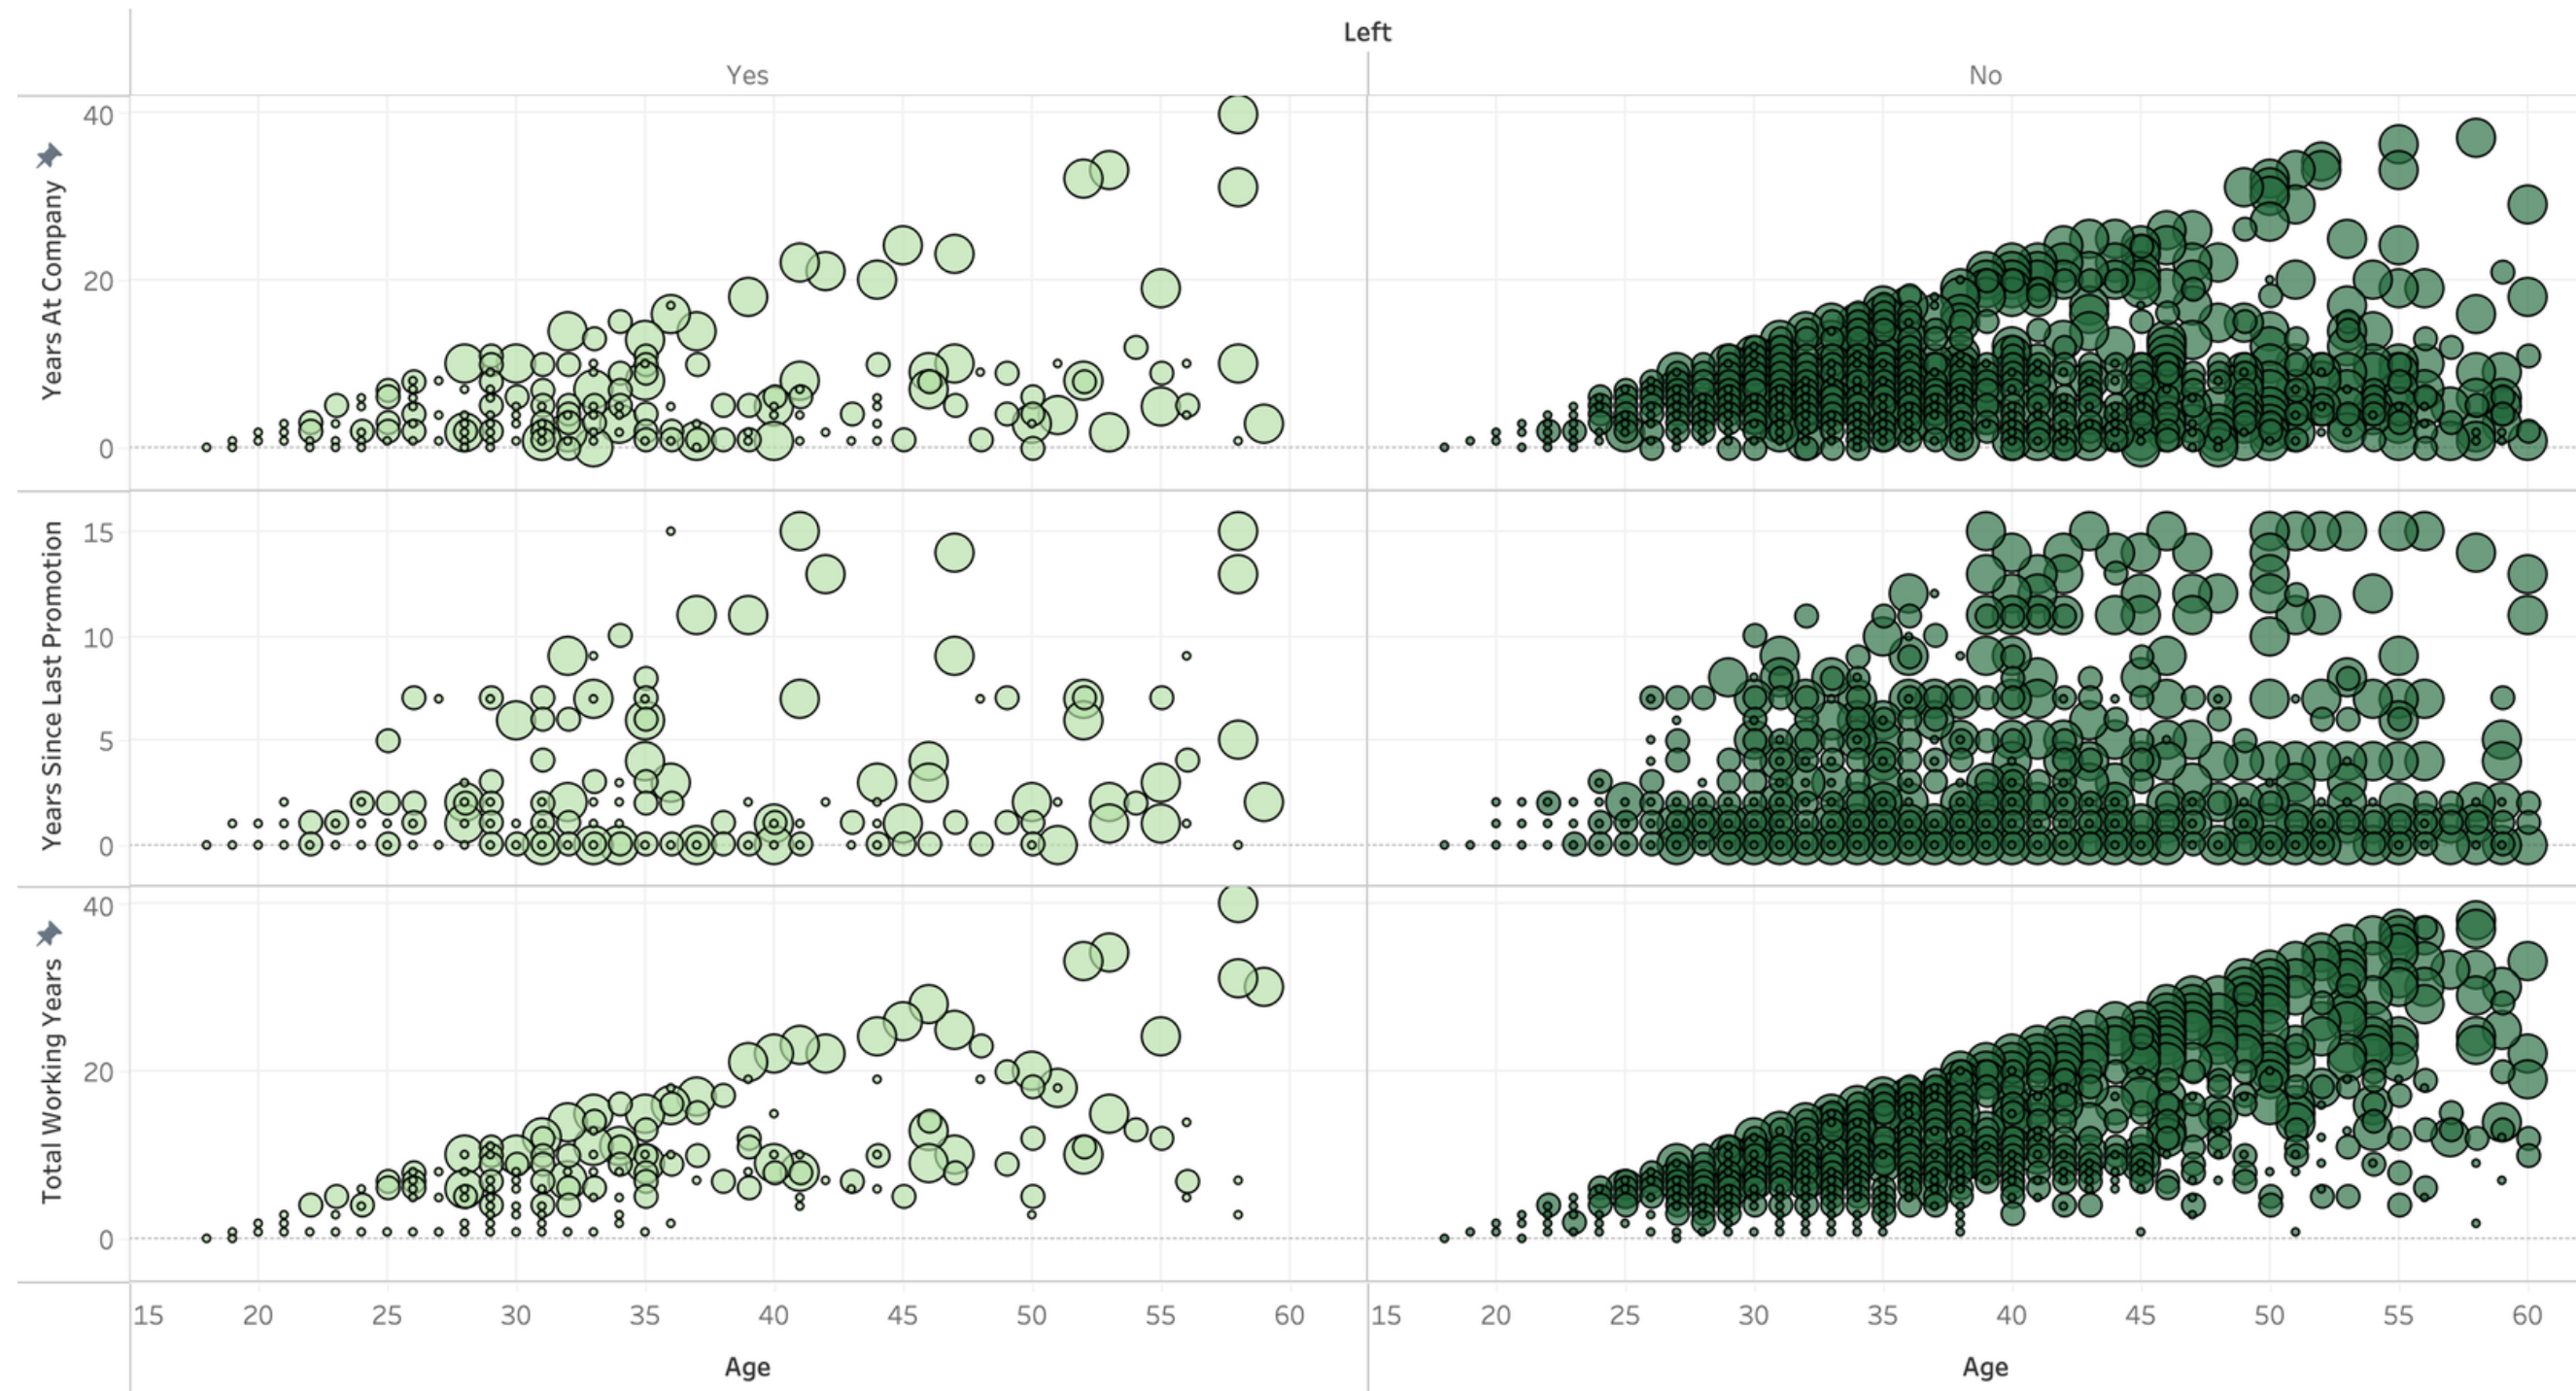 Left
Yes No
Years At Company
40
20
0
Years Since Last Promotion
15
10
5
0
Total Working Years
40
20
0
15 20 25 30 35 40 45 50 55 60 15 20 25 30 35 40 45 50 55 60
Age Age